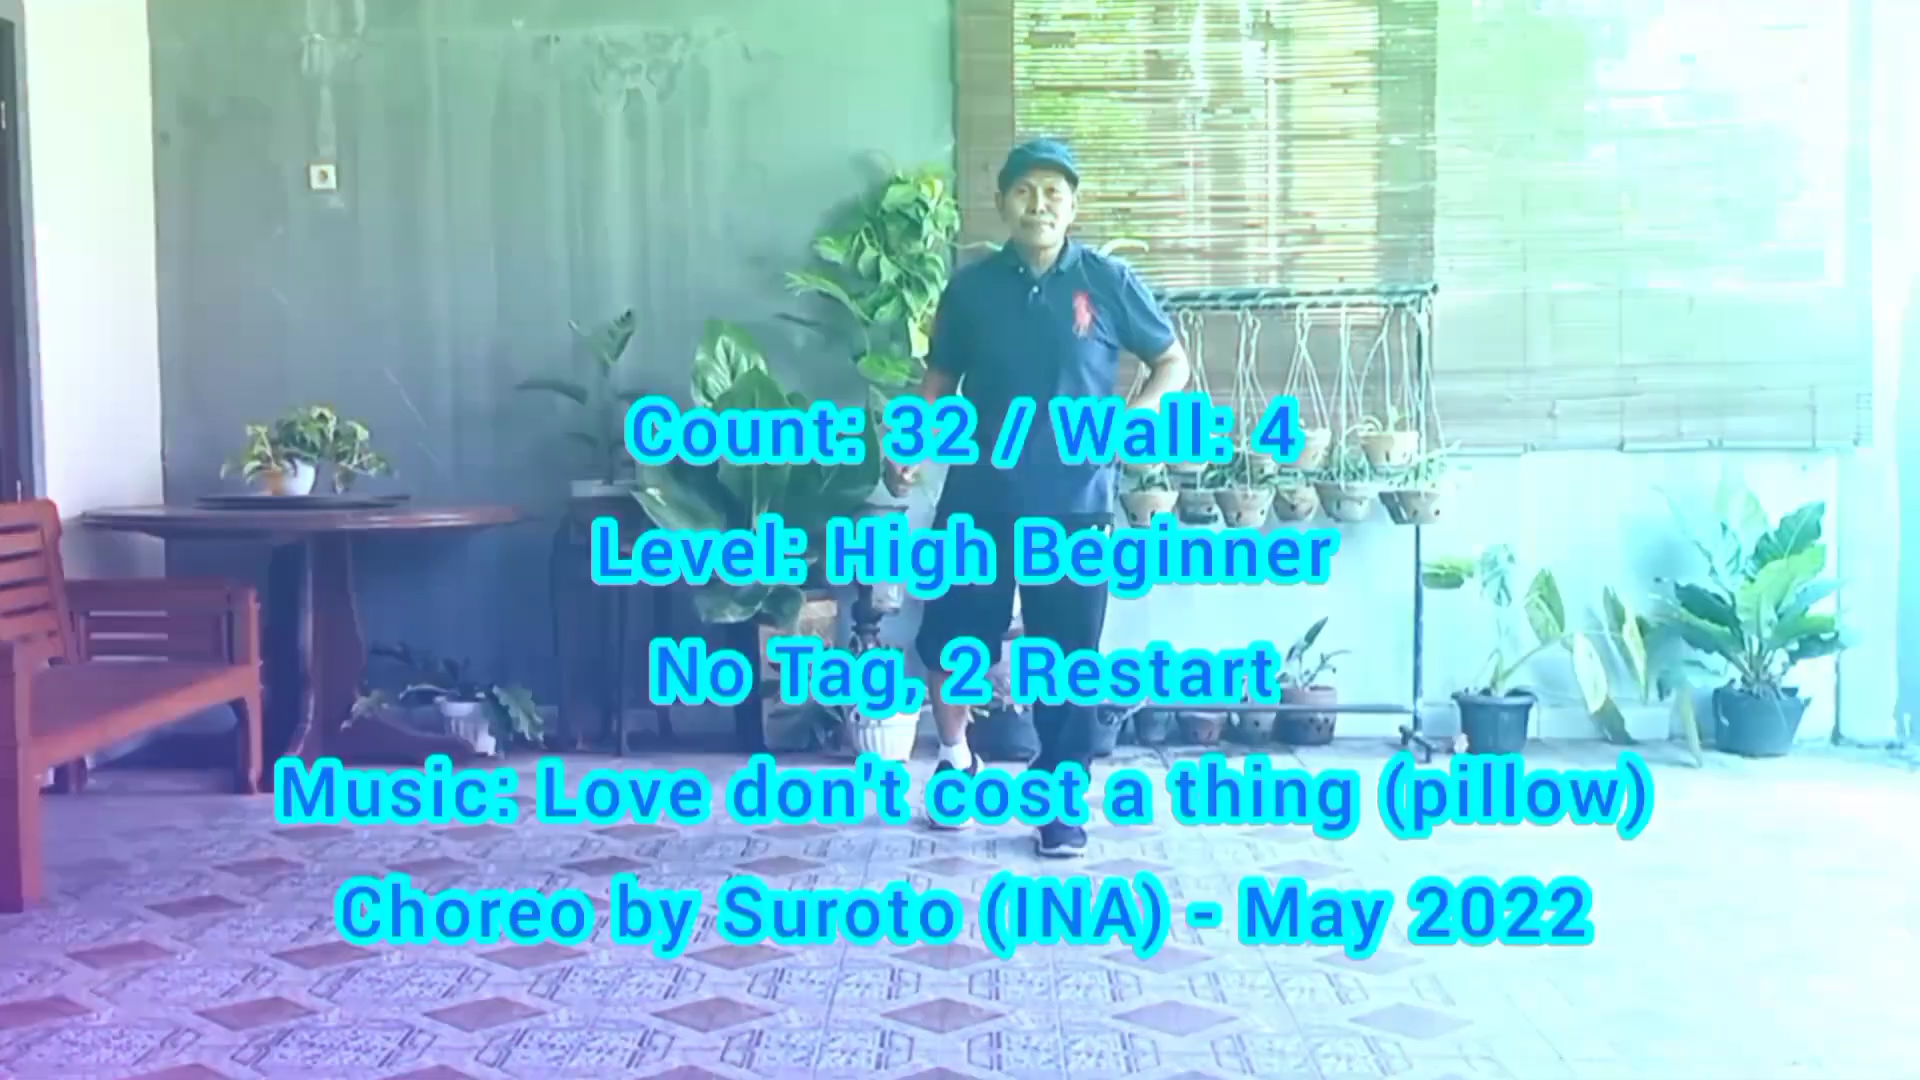 Count: 32 / Wall: 4
Level: High Beginner
No Tag, 2 Restart
Music: Love don't cost a thing (pillow)
Choreo by Suroto (INA) - May 2022